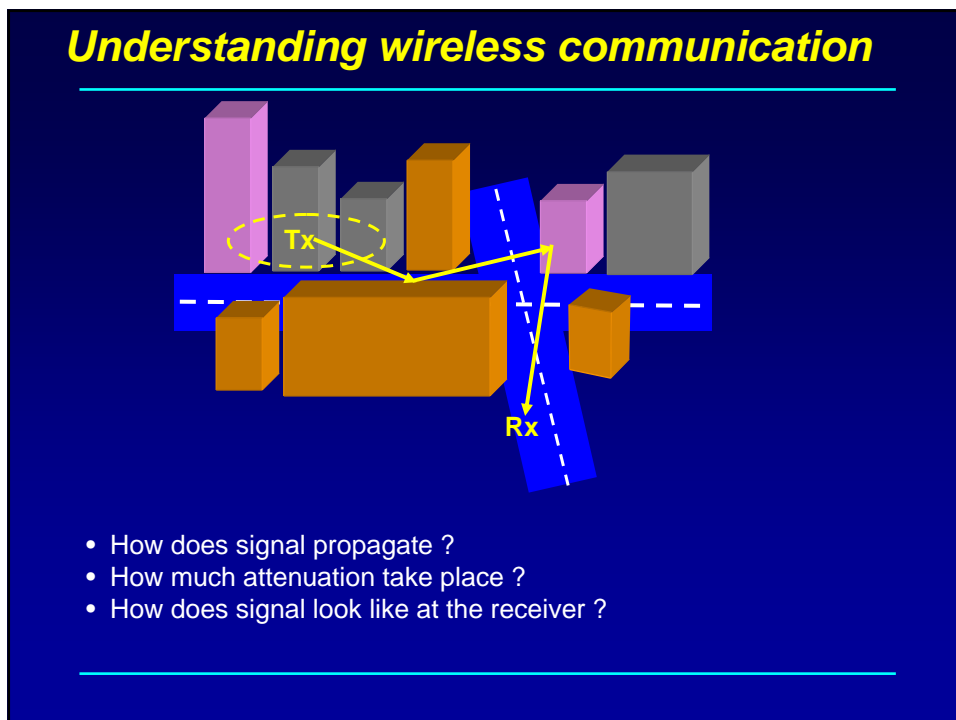 Understanding wireless communication
Tx
Rx
• How does signal propagate ?
• How much attenuation take place ?
• How does signal look like at the receiver ?